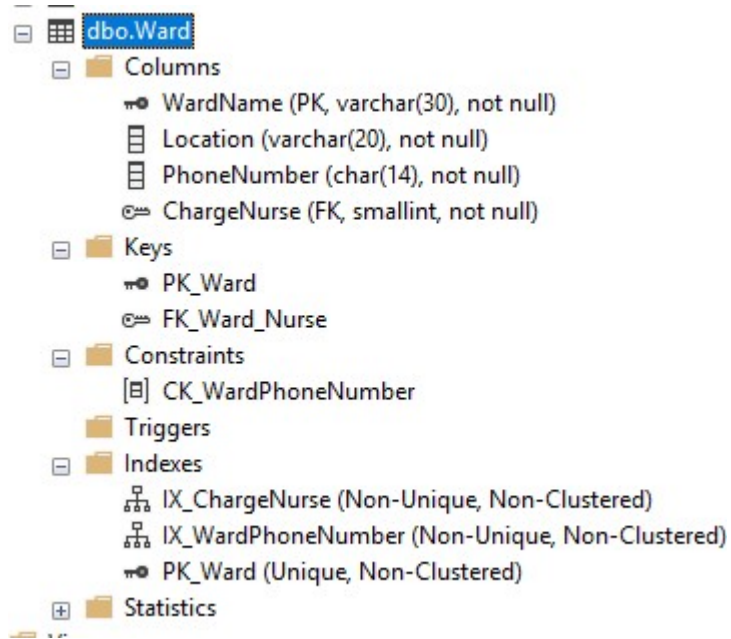 dbo.Ward
Columns
WardName (PK, varchar(30), not null)
Location (varchar(20), not null)
PhoneNumber (char(14), not null)
ChargeNurse (FK, smallint, not null)
Keys
PK_Ward
FK_Ward_Nurse
Constraints
CK_WardPhoneNumber
Triggers
Indexes
IX_ChargeNurse (Non-Unique, Non-Clustered)
IX_WardPhoneNumber (Non-Unique, Non-Clustered)
PK_Ward (Unique, Non-Clustered)
Statistics